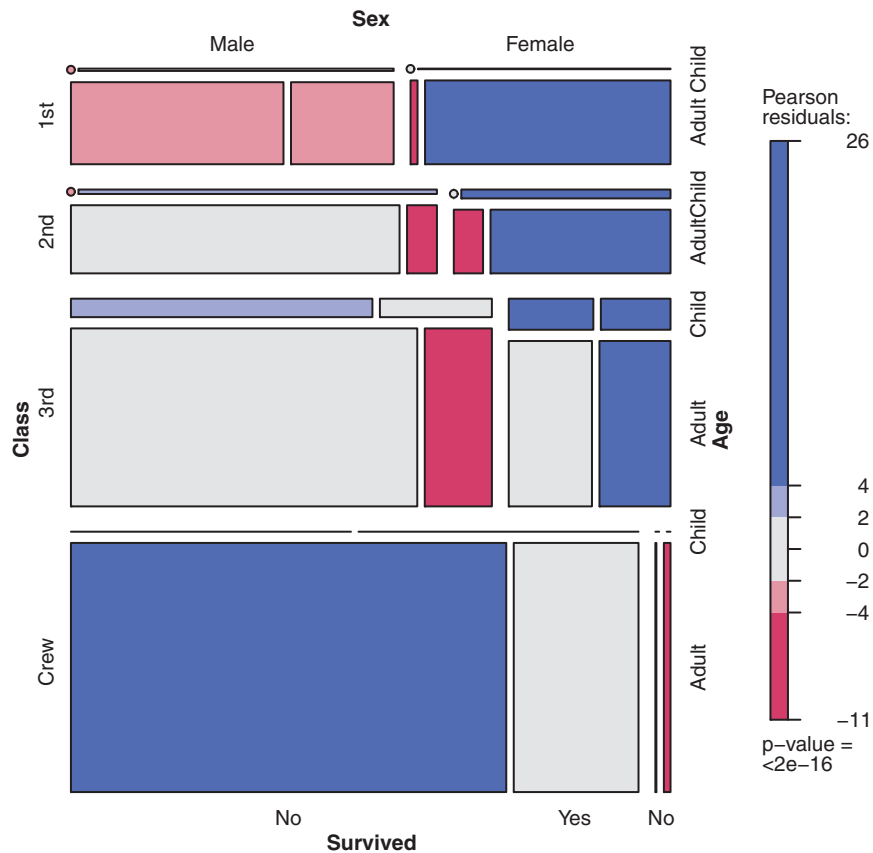 Sex
Male Female
1st
Adult Child
2nd
AdultChild
3rd
Child
Adult
Class
Age
Crew
Child
Adult
No Yes No
Survived
Pearson
residuals:
26
4
2
0
−2
−4
−11
p−value =
<2e−16